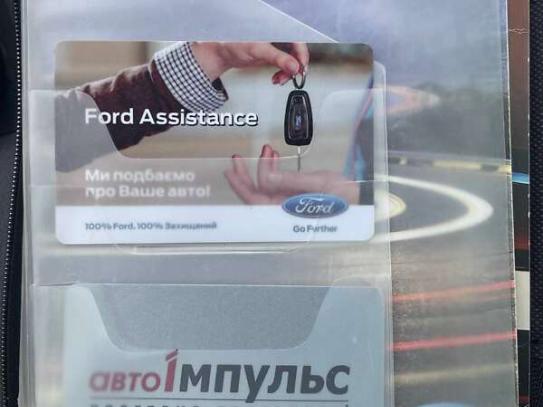 Ford Assistance
Ми подбаємо
про Ваше авто!
100% Ford. 100% Захищений
Ford
Go Further
автоІмпульс